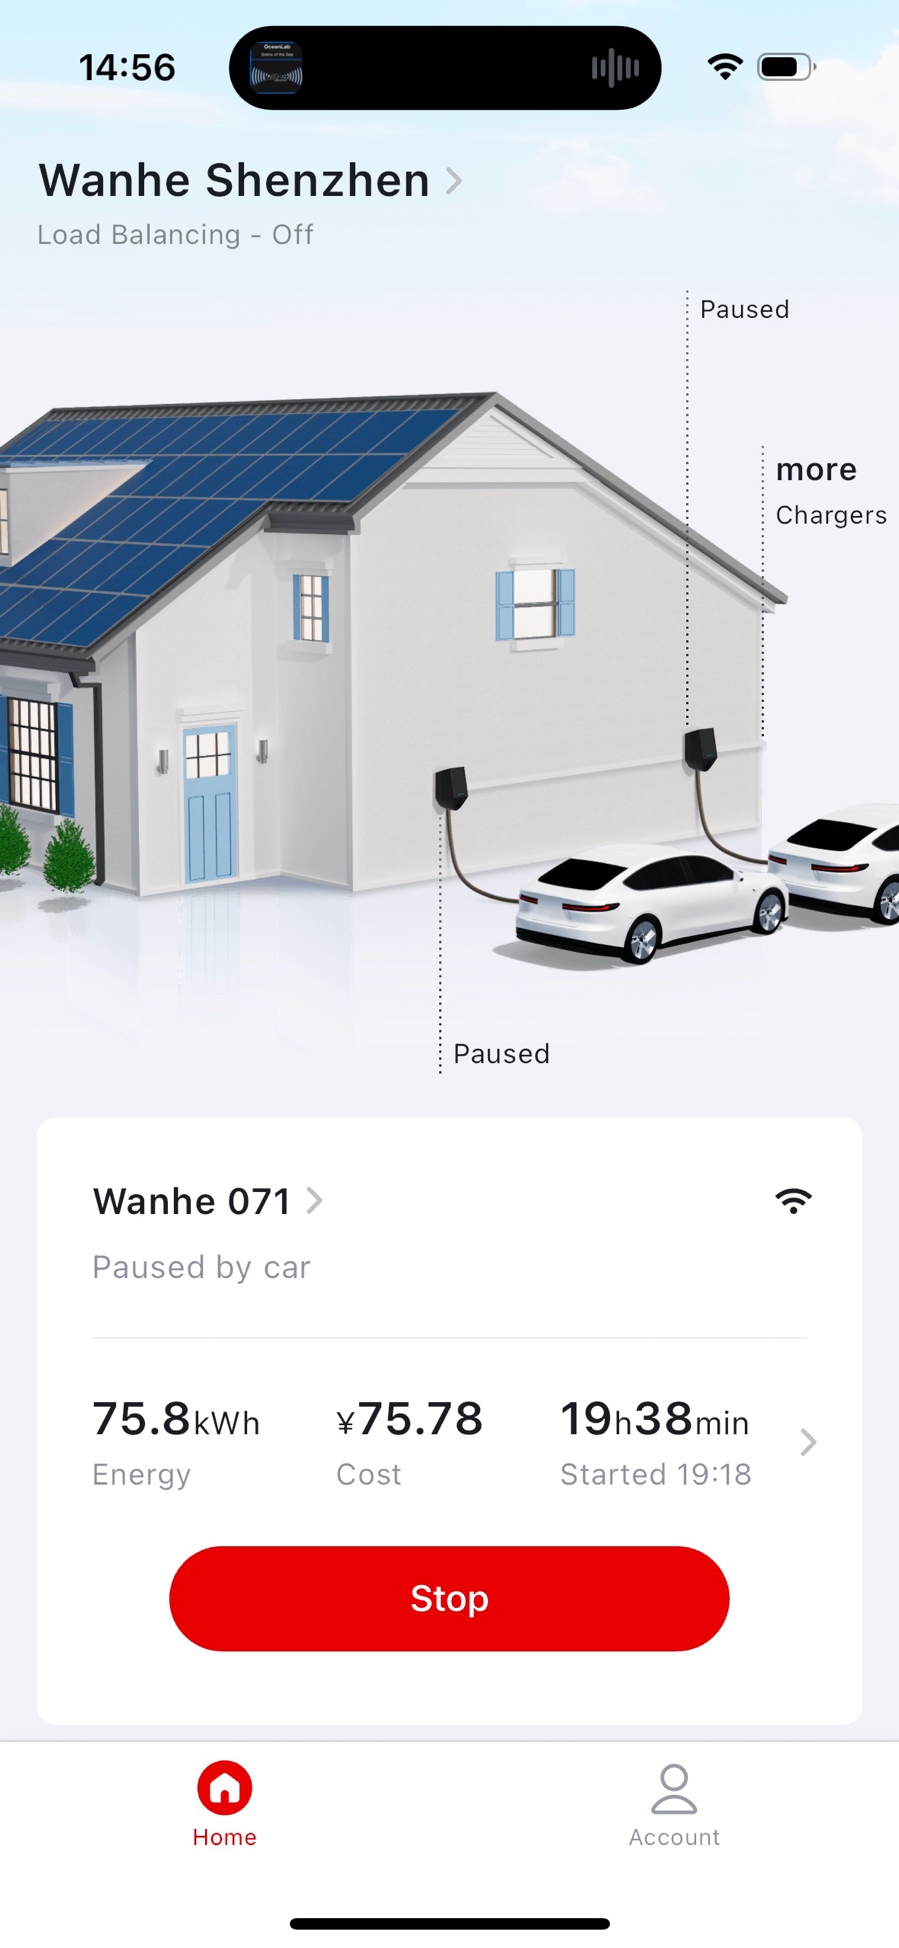 14:56
OceanLab
Wanhe Shenzhen
Load Balancing - Off
Paused
more
Chargers
Paused
Wanhe 071
Paused by car
75.8kWh
Energy
¥75.78
Cost
19h38min
Started 19:18
Stop
Home
Account